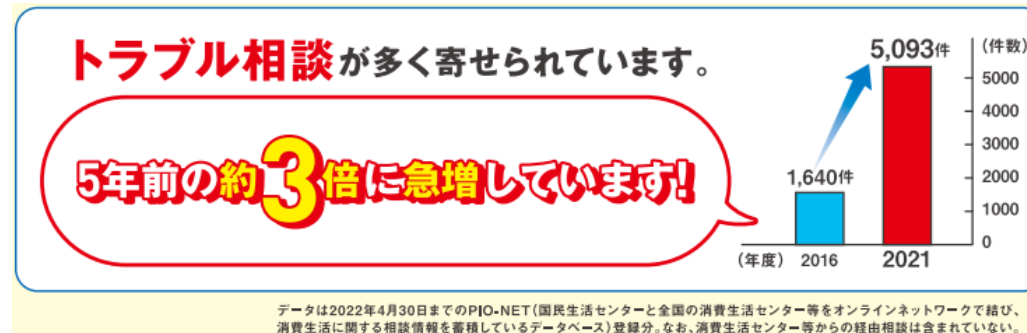 トラブル相談が多く寄せられています。
5年前の約3倍に急増しています!
5,093件
(件数)
5000
4000
3000
1,640件
2000
1000
0
(年度) 2016 2021
データは2022年4月30日までのPIO-NET(国民生活センターと全国の消費生活センター等をオンラインネットワークで結び、
消費生活に関する相談情報を蓄積しているデータベース)登録分。なお、消費生活センター等からの経由相談は含まれていない。